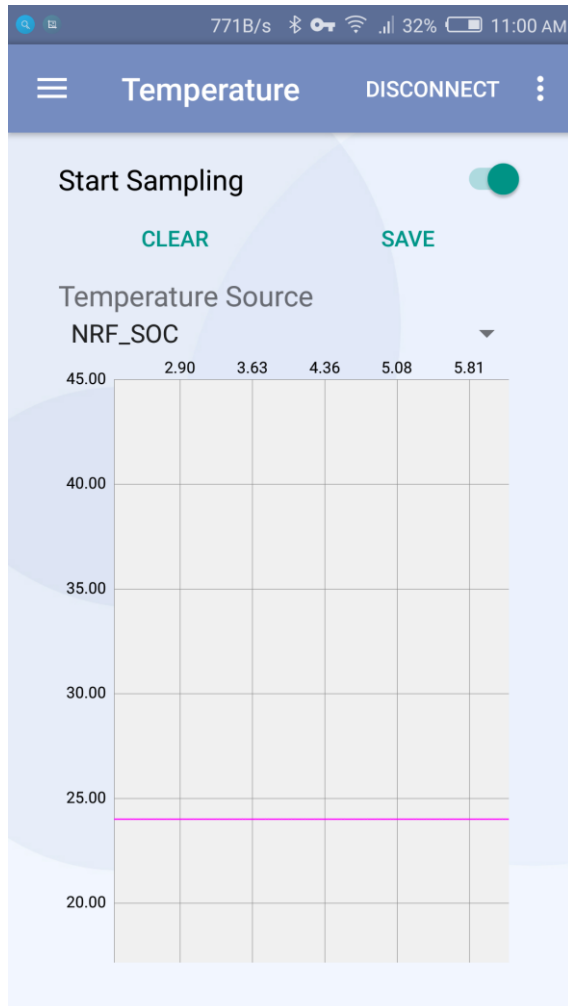 771B/s 32% 11:00 AM
Temperature DISCONNECT
Start Sampling
CLEAR SAVE
Temperature Source
NRF_SOC
2.90 3.63 4.36 5.08 5.81
45.00
40.00
35.00
30.00
25.00
20.00